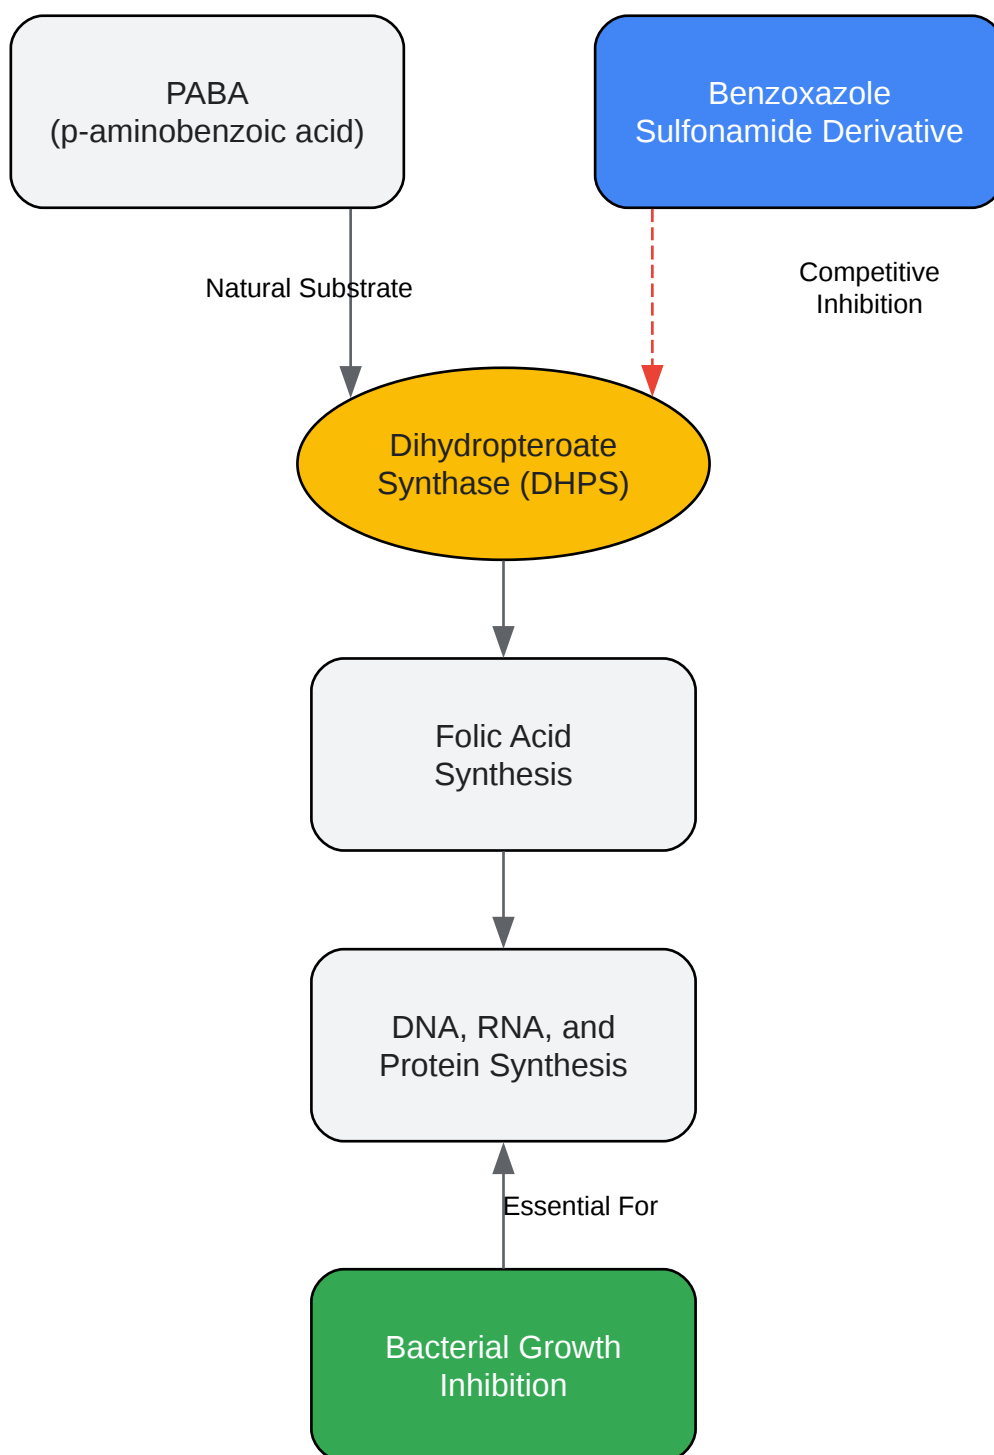 PABA
(p-aminobenzoic acid)
Benzoxazole
Sulfonamide Derivative
Natural Substrate
Competitive
Inhibition
Dihydropteroate
Synthase (DHPS)
Folic Acid
Synthesis
DNA, RNA, and
Protein Synthesis
Essential For
Bacterial Growth
Inhibition